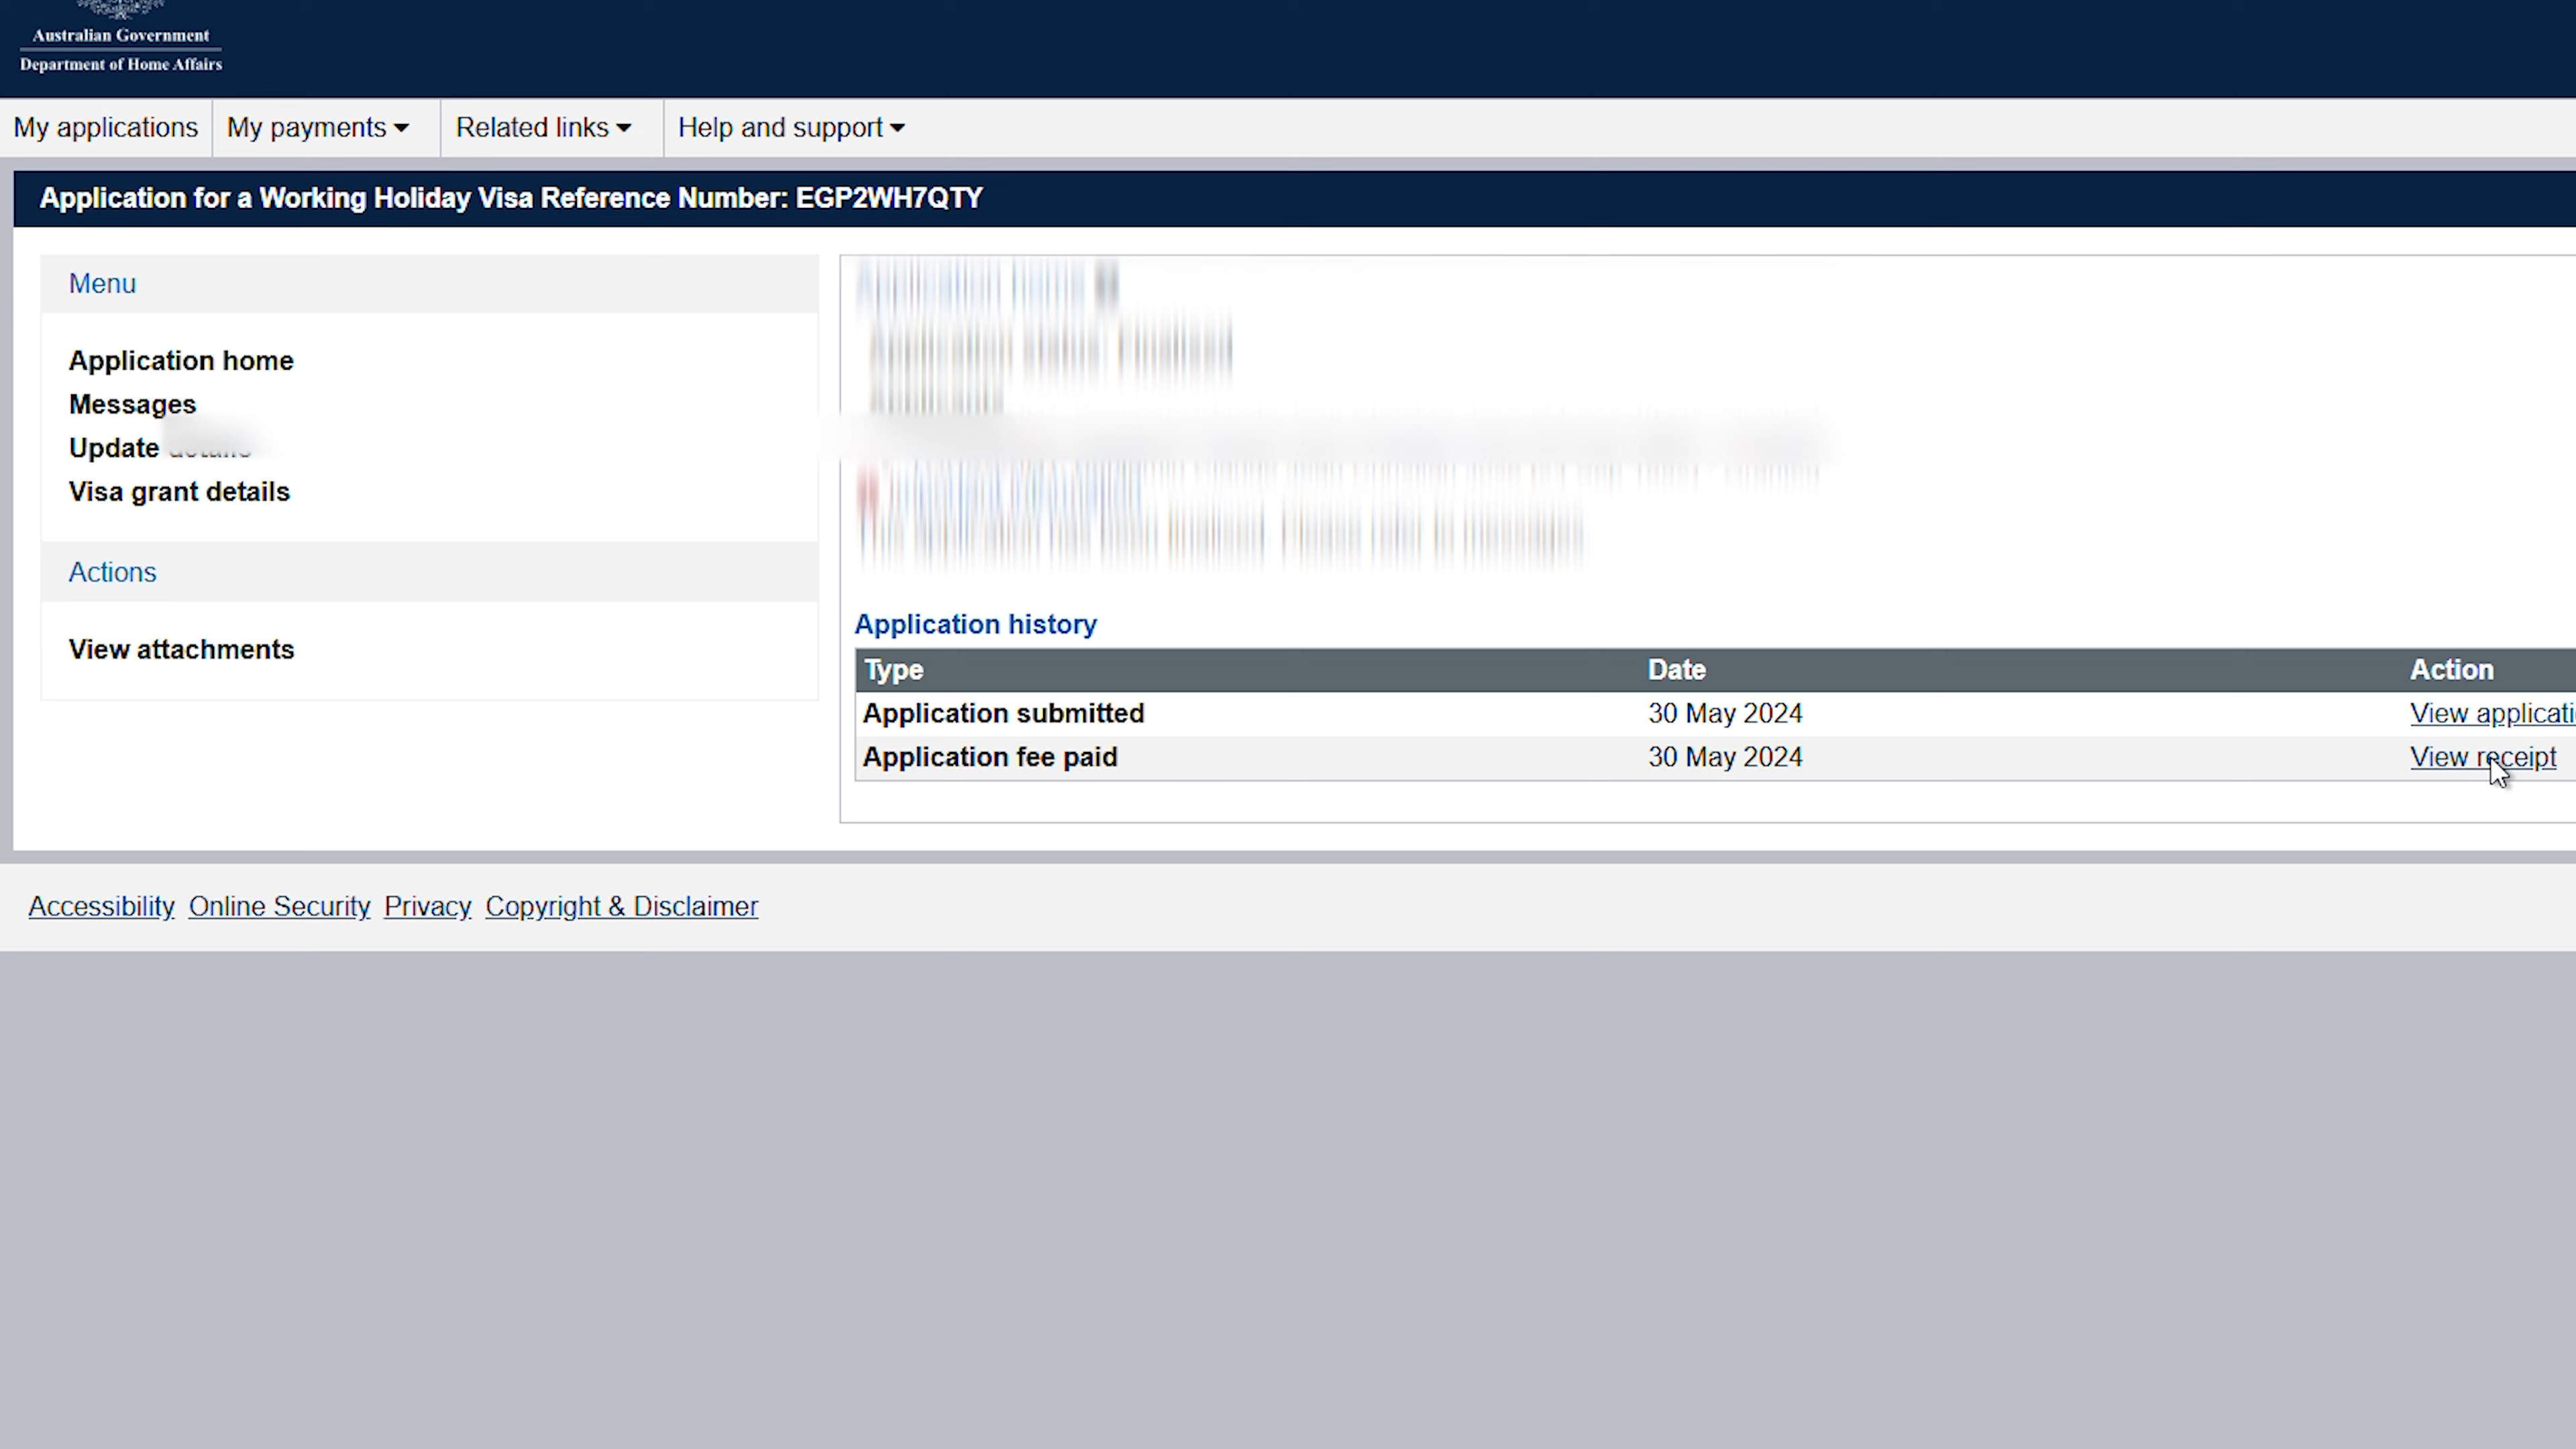 Australian Government
Department of Home Affairs
My applications My payments Related links Help and support
Application for a Working Holiday Visa Reference Number: EGP2WH7QTY
Menu
Application home
Messages
Update
Visa grant details
Actions
View attachments
Application history
Type Date Action
Application submitted 30 May 2024 View applicati
Application fee paid 30 May 2024 View receipt
Accessibility Online Security Privacy Copyright & Disclaimer